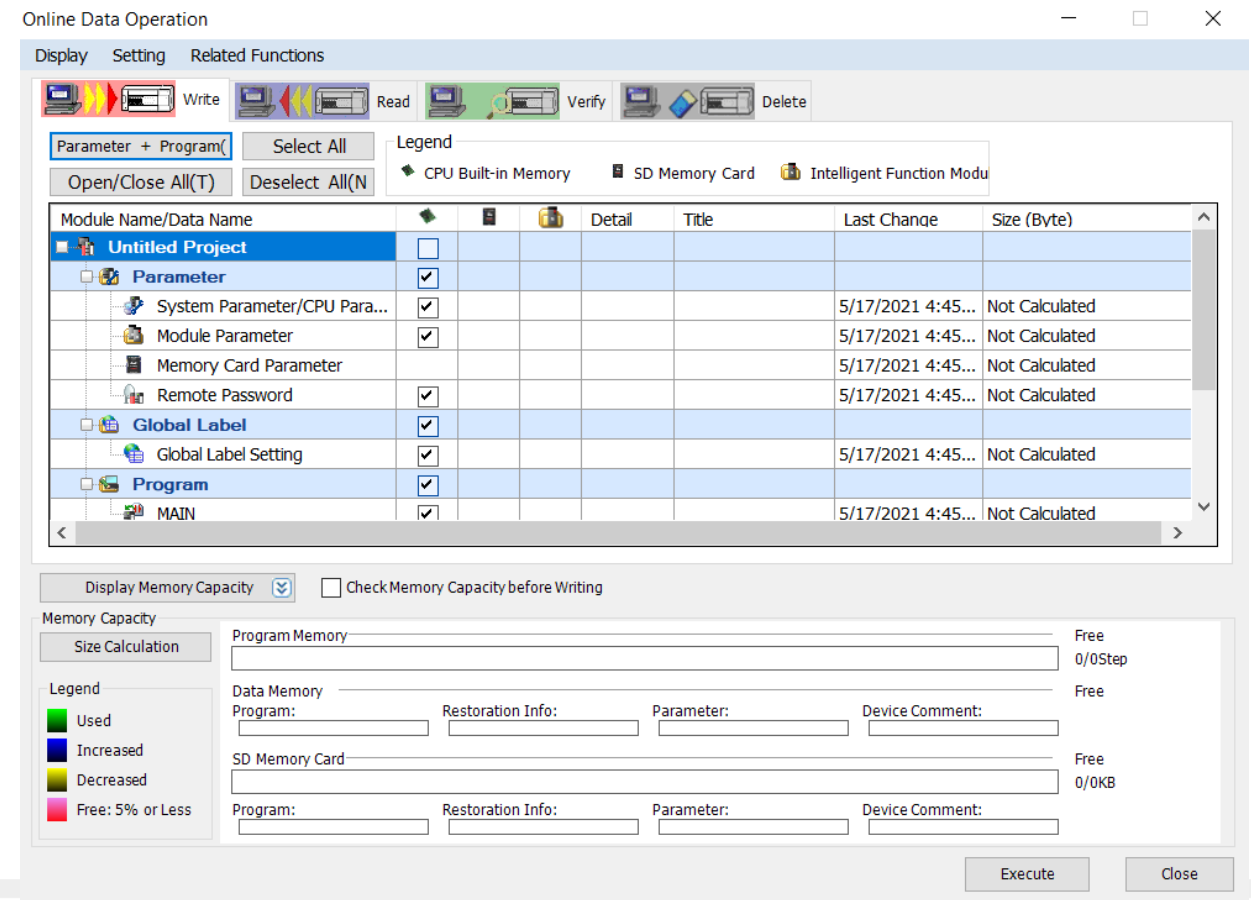 Online Data Operation
Display Setting Related Functions
Write Read Verify Delete
Parameter + Program( Select All Legend
CPU Built-in Memory SD Memory Card Intelligent Function Modu
Open/Close All(T) Deselect All(N
Module Name/Data Name Detail Title Last Change Size (Byte)
Untitled Project
Parameter
System Parameter/CPU Para... 5/17/2021 4:45... Not Calculated
Module Parameter 5/17/2021 4:45... Not Calculated
Memory Card Parameter 5/17/2021 4:45... Not Calculated
Remote Password 5/17/2021 4:45... Not Calculated
Global Label
Global Label Setting 5/17/2021 4:45... Not Calculated
Program
MAIN 5/17/2021 4:45... Not Calculated
Display Memory Capacity Check Memory Capacity before Writing
Memory Capacity
Size Calculation Program Memory Free
0/0Step
Legend Data Memory Free
Used Program: Restoration Info: Parameter: Device Comment:
Increased
SD Memory Card Free
Decreased 0/0KB
Free: 5% or Less Program: Restoration Info: Parameter: Device Comment:
Execute Close